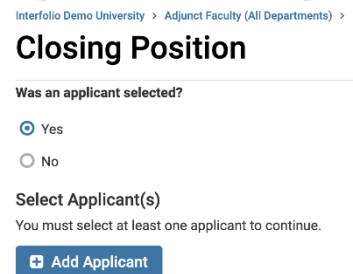 Interfolio Demo University > Adjunct Faculty (All Departments) >
Closing Position
Was an applicant selected?
Yes
No
Select Applicant(s)
You must select at least one applicant to continue.
Add Applicant